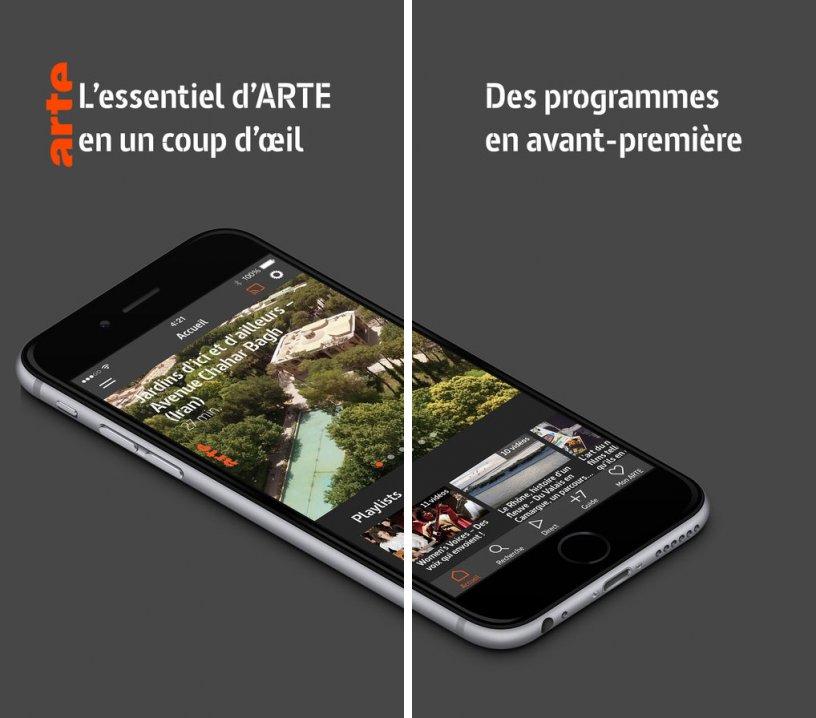 arte
L'essentiel d'ARTE
en un coup d'œil
Des programmes
en avant-première
100%
4:21
Accueil
Jardins d'ici et d'ailleurs –
Avenue Chahar Bagh
(Iran)
27 min.
arte
Playlists
11 vidéos
Women's Voices – Des
voix qui envoient !
10 vidéos
Le Rhône, histoire d'un
fleuve – Du Valais en
Camargue, un parcours...
L'art du n
films tell
qu'ils en
Accueil
Recherche
Direct
+7
Guide
Mon ARTE